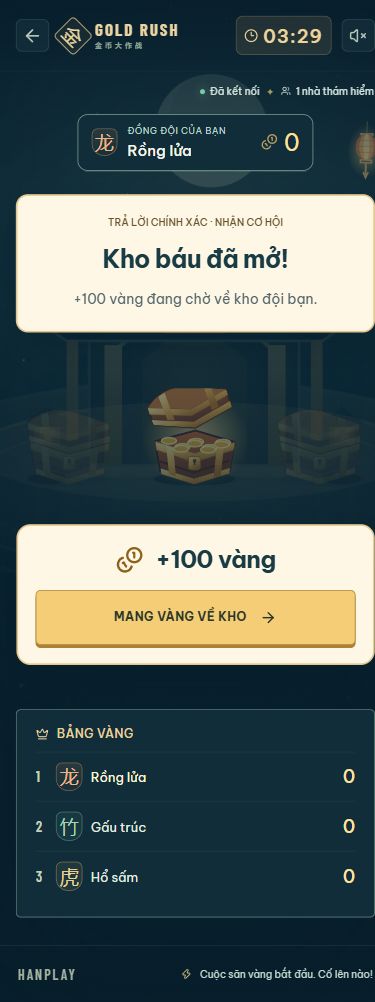 GOLD RUSH
金币大作战
03:29
Đã kết nối ✦ 1 nhà thám hiểm
龙
ĐỒNG ĐỘI CỦA BẠN
Rồng lửa
0
TRẢ LỜI CHÍNH XÁC · NHẬN CƠ HỘI
Kho báu đã mở!
+100 vàng đang chờ về kho đội bạn.
+100 vàng
MANG VÀNG VỀ KHO →
BẢNG VÀNG
1 龙 Rồng lửa 0
2 竹 Gấu trúc 0
3 虎 Hổ sấm 0
HANPLAY
Cuộc săn vàng bắt đầu. Cố lên nào!